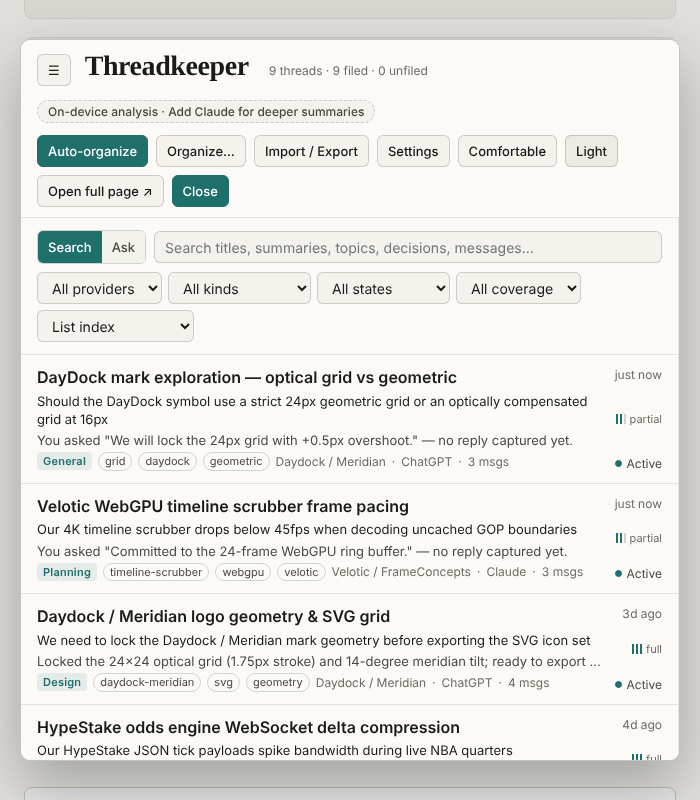 ☰ Threadkeeper 9 threads · 9 filed · 0 unfiled
On-device analysis · Add Claude for deeper summaries
Auto-organize Organize... Import / Export Settings Comfortable Light
Open full page ↗ Close
Search Ask Search titles, summaries, topics, decisions, messages...
All providers All kinds All states All coverage
List index
DayDock mark exploration — optical grid vs geometric just now
Should the DayDock symbol use a strict 24px geometric grid or an optically compensated
grid at 16px partial
You asked "We will lock the 24px grid with +0.5px overshoot." — no reply captured yet.
General grid daydock geometric Daydock / Meridian · ChatGPT · 3 msgs Active
Velotic WebGPU timeline scrubber frame pacing just now
Our 4K timeline scrubber drops below 45fps when decoding uncached GOP boundaries partial
You asked "Committed to the 24-frame WebGPU ring buffer." — no reply captured yet.
Planning timeline-scrubber webgpu velotic Velotic / FrameConcepts · Claude · 3 msgs Active
Daydock / Meridian logo geometry & SVG grid 3d ago
We need to lock the Daydock / Meridian mark geometry before exporting the SVG icon set full
Locked the 24×24 optical grid (1.75px stroke) and 14-degree meridian tilt; ready to export ...
Design daydock-meridian svg geometry Daydock / Meridian · ChatGPT · 4 msgs Active
HypeStake odds engine WebSocket delta compression 4d ago
Our HypeStake JSON tick payloads spike bandwidth during live NBA quarters full